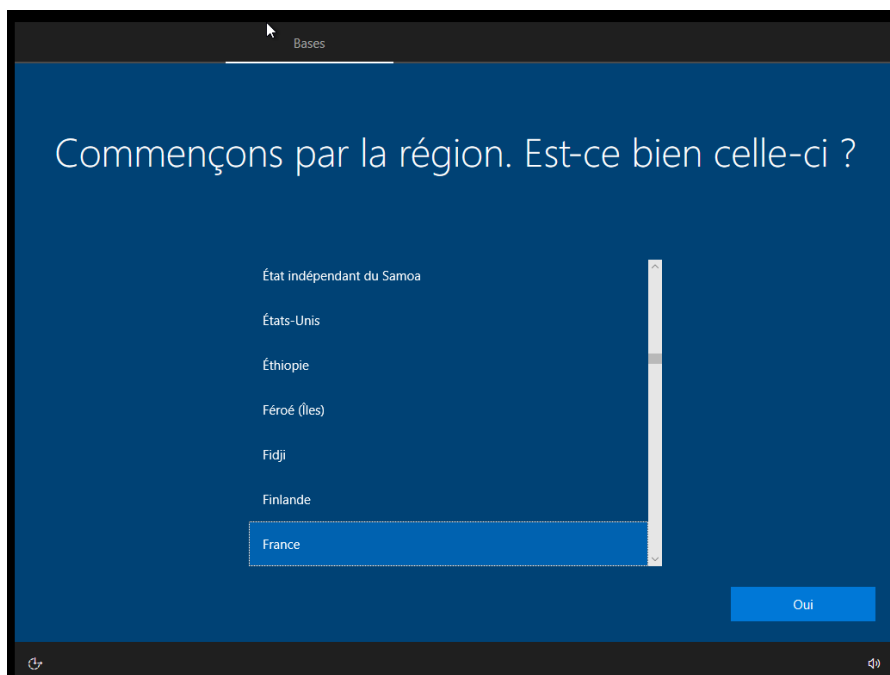 Bases
Commençons par la région. Est-ce bien celle-ci ?
État indépendant du Samoa
États-Unis
Éthiopie
Féroé (Îles)
Fidji
Finlande
France
Oui